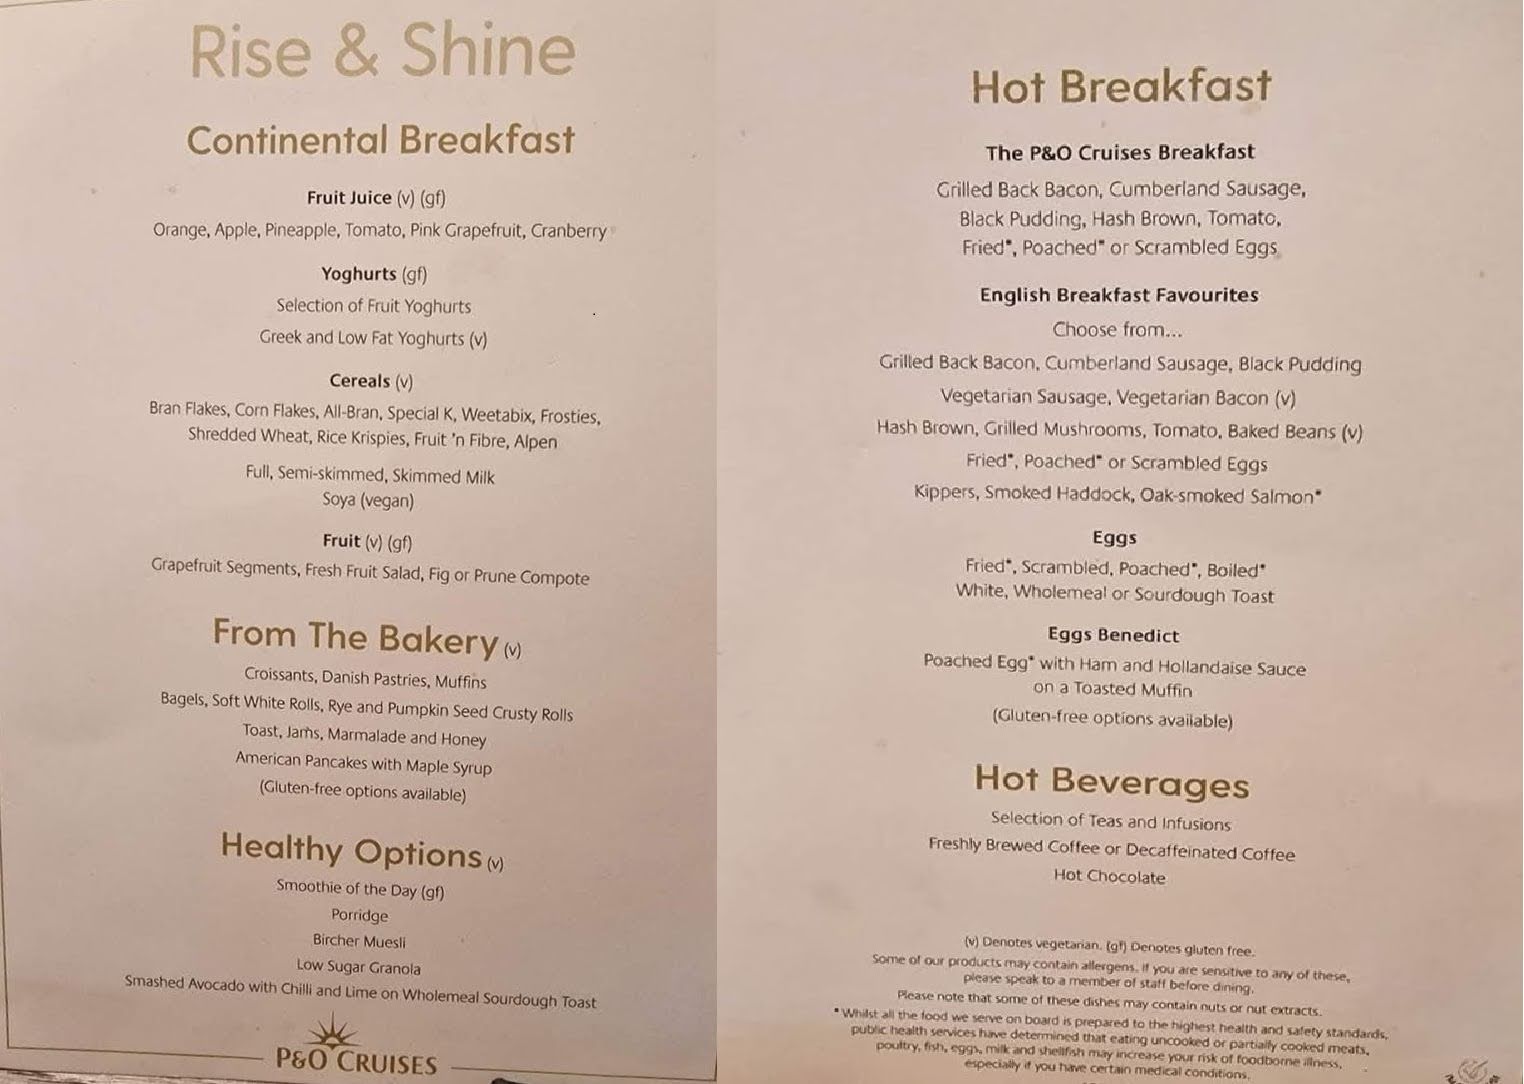 Rise & Shine
Continental Breakfast
Fruit Juice (v) (gf)
Orange, Apple, Pineapple, Tomato, Pink Grapefruit, Cranberry
Yoghurts (gf)
Selection of Fruit Yoghurts
Greek and Low Fat Yoghurts (v)
Cereals (v)
Bran Flakes, Corn Flakes, All-Bran, Special K, Weetabix, Frosties,
Shredded Wheat, Rice Krispies, Fruit 'n Fibre, Alpen
Full, Semi-skimmed, Skimmed Milk
Soya (vegan)
Fruit (v) (gf)
Grapefruit Segments, Fresh Fruit Salad, Fig or Prune Compote
From The Bakery (v)
Croissants, Danish Pastries, Muffins
Bagels, Soft White Rolls, Rye and Pumpkin Seed Crusty Rolls
Toast, Jams, Marmalade and Honey
American Pancakes with Maple Syrup
(Gluten-free options available)
Healthy Options (v)
Smoothie of the Day (gf)
Porridge
Bircher Muesli
Low Sugar Granola
Smashed Avocado with Chilli and Lime on Wholemeal Sourdough Toast
P&O CRUISES
Hot Breakfast
The P&O Cruises Breakfast
Grilled Back Bacon, Cumberland Sausage,
Black Pudding, Hash Brown, Tomato,
Fried*, Poached* or Scrambled Eggs
English Breakfast Favourites
Choose from...
Grilled Back Bacon, Cumberland Sausage, Black Pudding
Vegetarian Sausage, Vegetarian Bacon (v)
Hash Brown, Grilled Mushrooms, Tomato, Baked Beans (v)
Fried*, Poached* or Scrambled Eggs
Kippers, Smoked Haddock, Oak-smoked Salmon*
Eggs
Fried*, Scrambled, Poached*, Boiled*
White, Wholemeal or Sourdough Toast
Eggs Benedict
Poached Egg* with Ham and Hollandaise Sauce
on a Toasted Muffin
(Gluten-free options available)
Hot Beverages
Selection of Teas and Infusions
Freshly Brewed Coffee or Decaffeinated Coffee
Hot Chocolate
(v) Denotes vegetarian. (gf) Denotes gluten free.
Some of our products may contain allergens. If you are sensitive to any of these,
please speak to a member of staff before dining.
Please note that some of these dishes may contain nuts or nut extracts.
* Whilst all the food we serve on board is prepared to the highest health and safety standards,
public health services have determined that eating uncooked or partially cooked meats,
poultry, fish, eggs, milk and shellfish may increase your risk of foodborne illness,
especially if you have certain medical conditions.